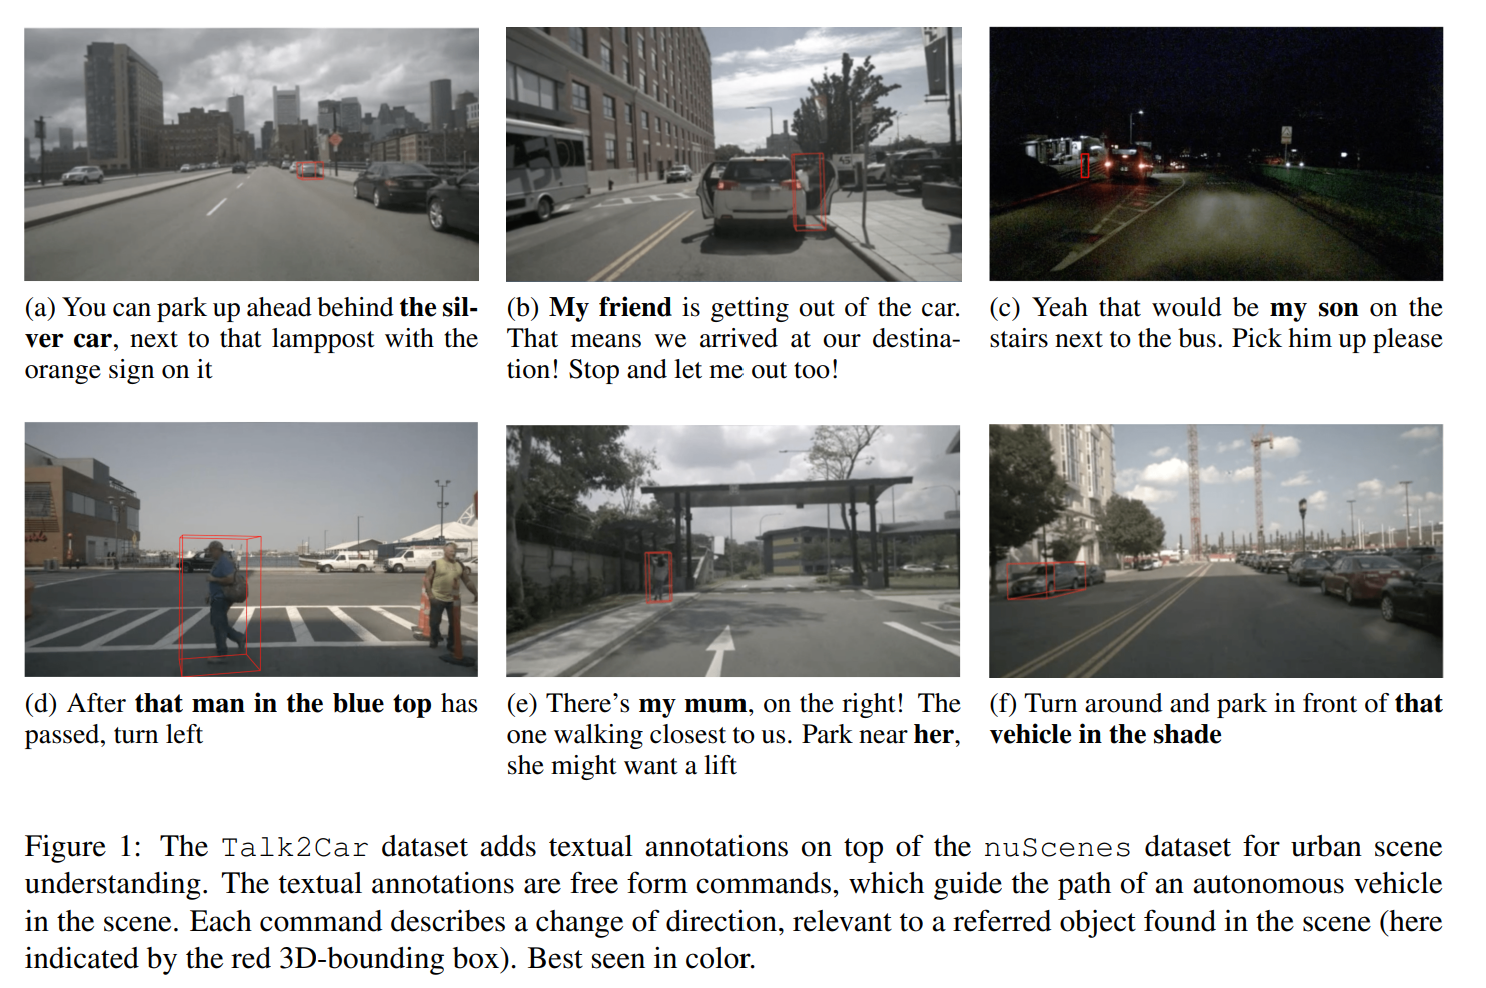 45
(a) You can park up ahead behind the sil-
ver car, next to that lamppost with the
orange sign on it
(b) My friend is getting out of the car.
That means we arrived at our destina-
tion! Stop and let me out too!
(c) Yeah that would be my son on the
stairs next to the bus. Pick him up please
(d) After that man in the blue top has
passed, turn left
(e) There's my mum, on the right! The
one walking closest to us. Park near her,
she might want a lift
(f) Turn around and park in front of that
vehicle in the shade
Figure 1: The Talk2Car dataset adds textual annotations on top of the nuScenes dataset for urban scene
understanding. The textual annotations are free form commands, which guide the path of an autonomous vehicle
in the scene. Each command describes a change of direction, relevant to a referred object found in the scene (here
indicated by the red 3D-bounding box). Best seen in color.